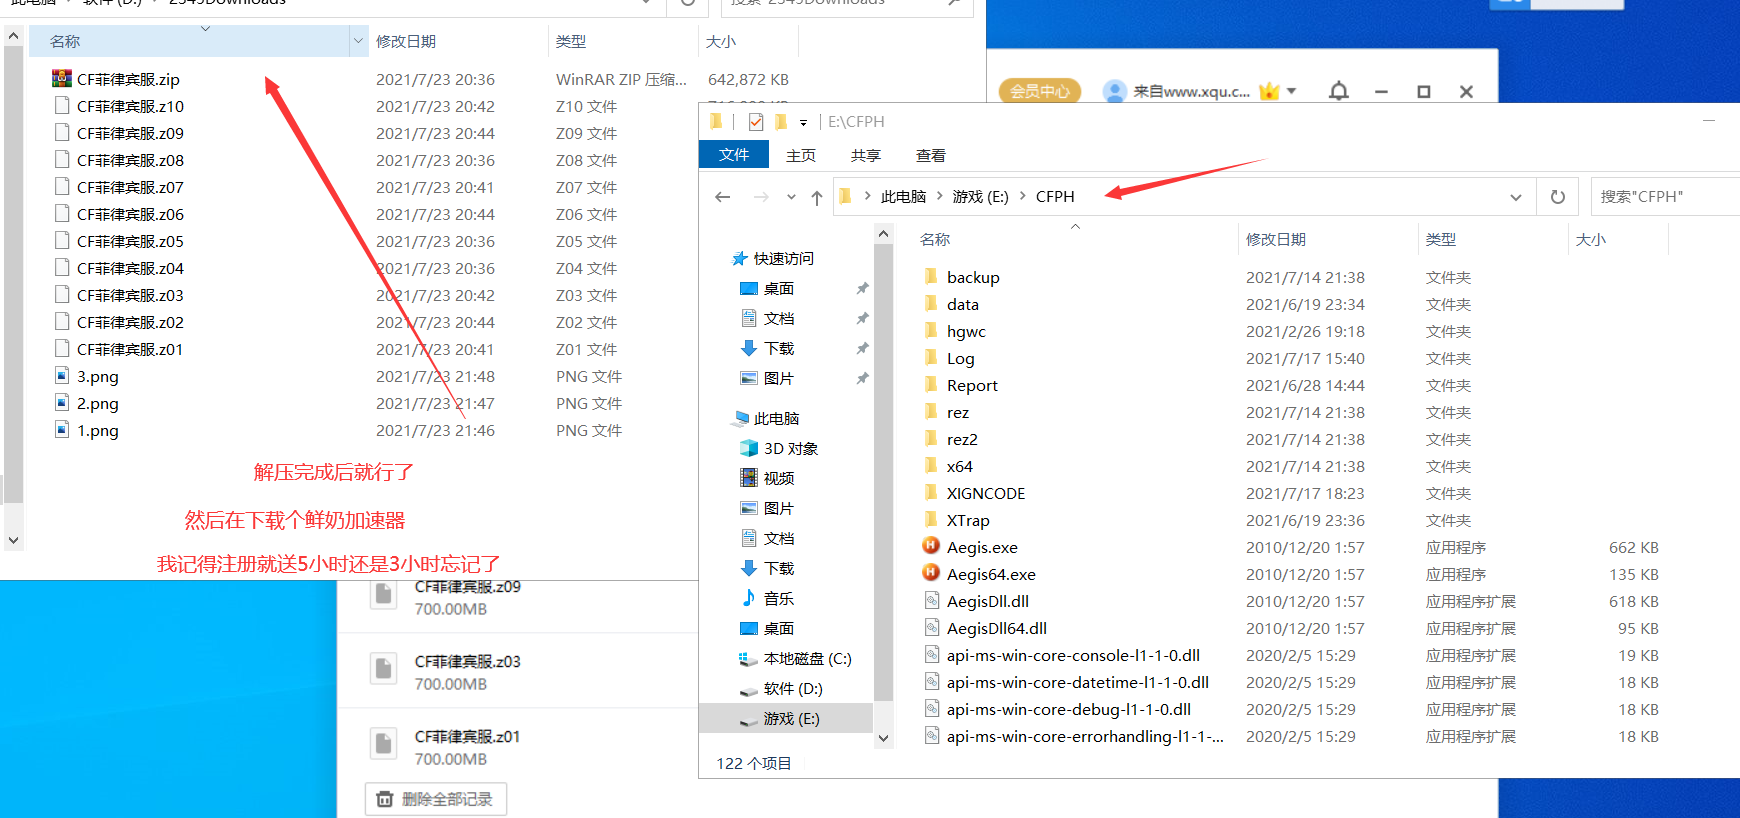 此电脑 › 软件 (D:) › 2345Downloads
搜索"2345Downloads"
名称 修改日期 类型 大小
CF菲律宾服.zip 2021/7/23 20:36 WinRAR ZIP 压缩... 642,872 KB
CF菲律宾服.z10 2021/7/23 20:42 Z10 文件
CF菲律宾服.z09 2021/7/23 20:44 Z09 文件
CF菲律宾服.z08 2021/7/23 20:36 Z08 文件
CF菲律宾服.z07 2021/7/23 20:41 Z07 文件
CF菲律宾服.z06 2021/7/23 20:44 Z06 文件
CF菲律宾服.z05 2021/7/23 20:36 Z05 文件
CF菲律宾服.z04 2021/7/23 20:36 Z04 文件
CF菲律宾服.z03 2021/7/23 20:42 Z03 文件
CF菲律宾服.z02 2021/7/23 20:44 Z02 文件
CF菲律宾服.z01 2021/7/23 20:41 Z01 文件
3.png 2021/7/23 21:48 PNG 文件
2.png 2021/7/23 21:47 PNG 文件
1.png 2021/7/23 21:46 PNG 文件
解压完成后就行了
然后在下载个鲜奶加速器
我记得注册就送5小时还是3小时忘记了
CF菲律宾服.z09
700.00MB
CF菲律宾服.z03
700.00MB
CF菲律宾服.z01
700.00MB
删除全部记录
会员中心 来自www.xqu.c...
E:\CFPH
文件 主页 共享 查看
此电脑 › 游戏 (E:) › CFPH
搜索"CFPH"
快速访问
桌面
文档
下载
图片
此电脑
3D 对象
视频
图片
文档
下载
音乐
桌面
本地磁盘 (C:)
软件 (D:)
游戏 (E:)
名称 修改日期 类型 大小
backup 2021/7/14 21:38 文件夹
data 2021/6/19 23:34 文件夹
hgwc 2021/2/26 19:18 文件夹
Log 2021/7/17 15:40 文件夹
Report 2021/6/28 14:44 文件夹
rez 2021/7/14 21:38 文件夹
rez2 2021/7/14 21:38 文件夹
x64 2021/7/14 21:38 文件夹
XIGNCODE 2021/7/17 18:23 文件夹
XTrap 2021/6/19 23:36 文件夹
Aegis.exe 2010/12/20 1:57 应用程序 662 KB
Aegis64.exe 2010/12/20 1:57 应用程序 135 KB
AegisDll.dll 2010/12/20 1:57 应用程序扩展 618 KB
AegisDll64.dll 2010/12/20 1:57 应用程序扩展 95 KB
api-ms-win-core-console-l1-1-0.dll 2020/2/5 15:29 应用程序扩展 19 KB
api-ms-win-core-datetime-l1-1-0.dll 2020/2/5 15:29 应用程序扩展 18 KB
api-ms-win-core-debug-l1-1-0.dll 2020/2/5 15:29 应用程序扩展 18 KB
api-ms-win-core-errorhandling-l1-1-... 2020/2/5 15:29 应用程序扩展 18 KB
122 个项目